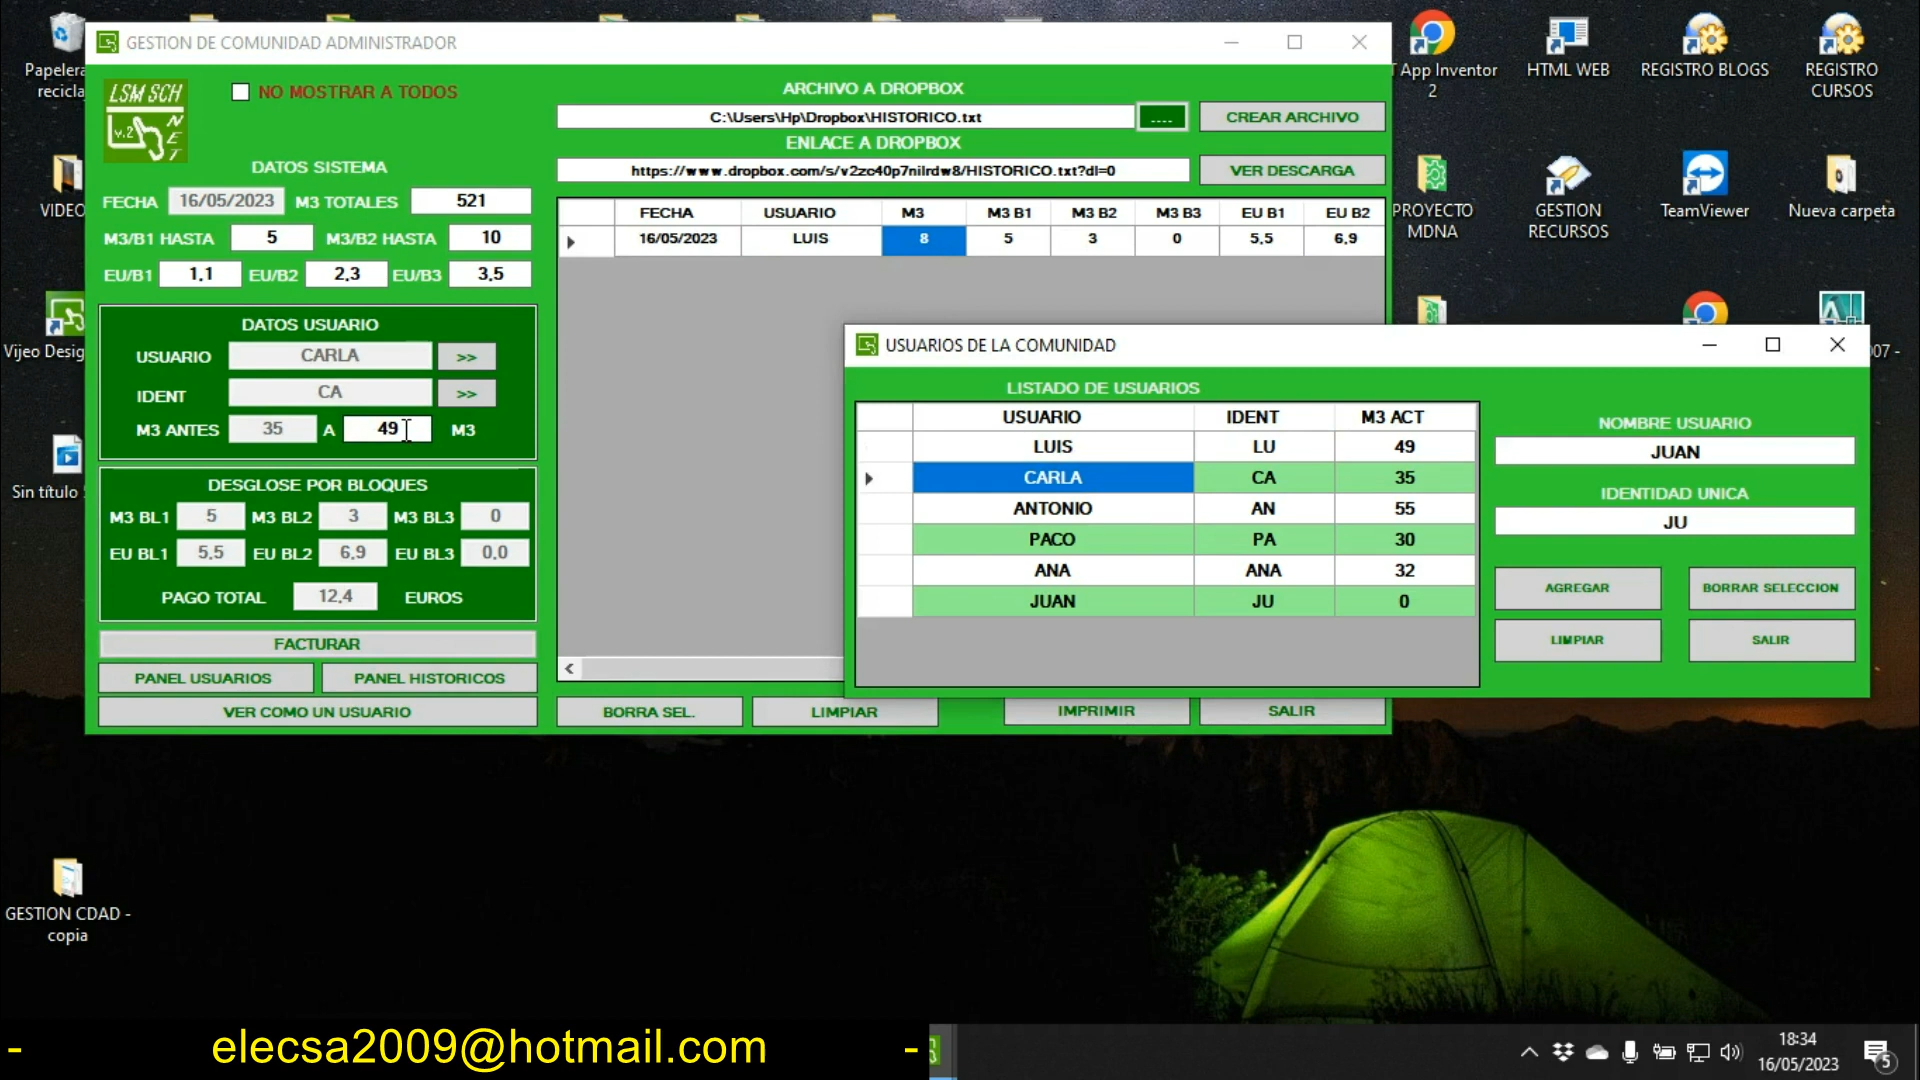 GESTION DE COMUNIDAD ADMINISTRADOR
LSM SCH
v.2
N
E
T
NO MOSTRAR A TODOS
ARCHIVO A DROPBOX
C:\Users\Hp\Dropbox\HISTORICO.txt
....
CREAR ARCHIVO
ENLACE A DROPBOX
https://www.dropbox.com/s/v2zc40p7nilrdw8/HISTORICO.txt?dl=0
VER DESCARGA
DATOS SISTEMA
FECHA 16/05/2023 M3 TOTALES 521
M3/B1 HASTA 5 M3/B2 HASTA 10
EU/B1 1,1 EU/B2 2,3 EU/B3 3,5
FECHA USUARIO M3 M3 B1 M3 B2 M3 B3 EU B1 EU B2
16/05/2023 LUIS 8 5 3 0 5,5 6,9
DATOS USUARIO
USUARIO CARLA >>
IDENT CA >>
M3 ANTES 35 A 49 M3
DESGLOSE POR BLOQUES
M3 BL1 5 M3 BL2 3 M3 BL3 0
EU BL1 5,5 EU BL2 6,9 EU BL3 0,0
PAGO TOTAL 12,4 EUROS
FACTURAR
PANEL USUARIOS PANEL HISTORICOS
VER COMO UN USUARIO
BORRA SEL. LIMPIAR IMPRIMIR SALIR
USUARIOS DE LA COMUNIDAD
LISTADO DE USUARIOS
USUARIO IDENT M3 ACT
LUIS LU 49
CARLA CA 35
ANTONIO AN 55
PACO PA 30
ANA ANA 32
JUAN JU 0
NOMBRE USUARIO
JUAN
IDENTIDAD UNICA
JU
AGREGAR BORRAR SELECCION
LIMPIAR SALIR
Papelera
recicla
VIDEO
Vijeo Desig
Sin título
GESTION CDAD -
copia
App Inventor
2
HTML WEB
REGISTRO BLOGS
REGISTRO
CURSOS
PROYECTO
MDNA
GESTION
RECURSOS
TeamViewer
Nueva carpeta
007 -
- elecsa2009@hotmail.com -
18:34
16/05/2023
5